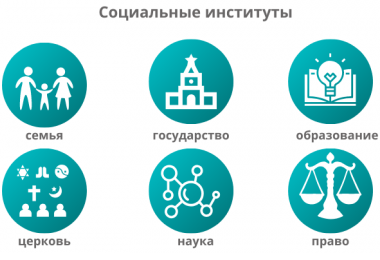 Социальные институты
семья
государство
образование
церковь
наука
право